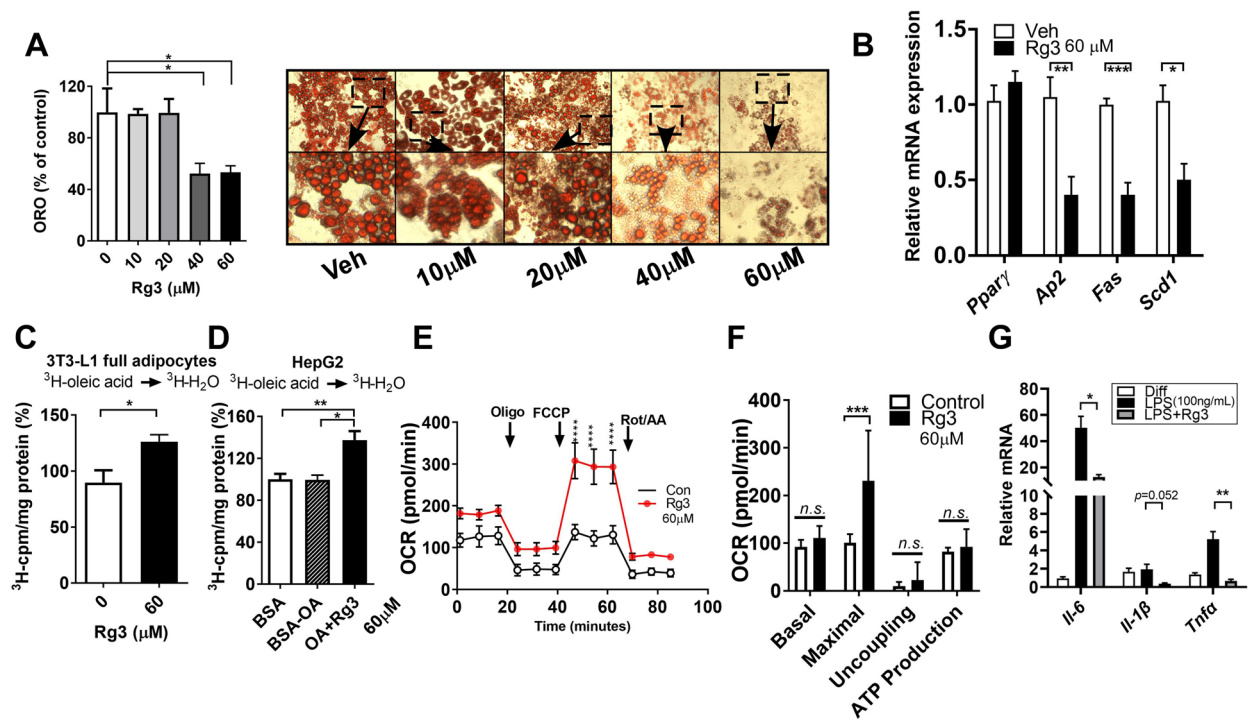 A
*
*
120
80
40
0
ORO (% of control)
0 10 20 40 60
Rg3 (µM)
Veh 10µM 20µM 40µM 60µM
B
Veh
Rg3 60 µM
** *** *
1.5
1.0
0.5
0.0
Relative mRNA expression
Pparγ Ap2 Fas Scd1
C
3T3-L1 full adipocytes
³H-oleic acid ³H-H₂O
*
150
100
50
0
³H-cpm/mg protein (%)
0 60
Rg3 (µM)
D
HepG2
³H-oleic acid ³H-H₂O
**
*
160
120
80
40
0
³H-cpm/mg protein (%)
BSA BSA-OA OA+Rg3 60µM
E
Oligo FCCP Rot/AA
**** **** ****
400
300
200
100
0
OCR (pmol/min)
Con
Rg3
60µM
0 20 40 60 80 100
Time (minutes)
F
Control
Rg3
60µM
***
n.s. n.s. n.s.
400
300
200
100
0
OCR (pmol/min)
Basal Maximal Uncoupling ATP Production
G
Diff
LPS(100ng/mL)
LPS+Rg3
*
p=0.052
**
80
60
40
20
10
8
6
4
2
0
Relative mRNA
Il-6 Il-1β Tnfα